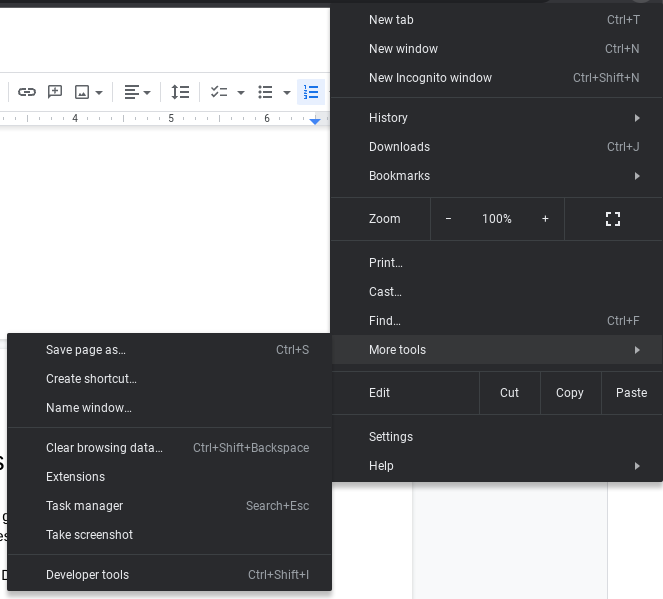 New tab Ctrl+T
New window Ctrl+N
New Incognito window Ctrl+Shift+N
History
Downloads Ctrl+J
Bookmarks
Zoom - 100% +
Print…
Cast…
Find… Ctrl+F
More tools
Edit Cut Copy Paste
Settings
Help
4 5 6
Save page as… Ctrl+S
Create shortcut…
Name window…
Clear browsing data… Ctrl+Shift+Backspace
Extensions
Task manager Search+Esc
Take screenshot
Developer tools Ctrl+Shift+I